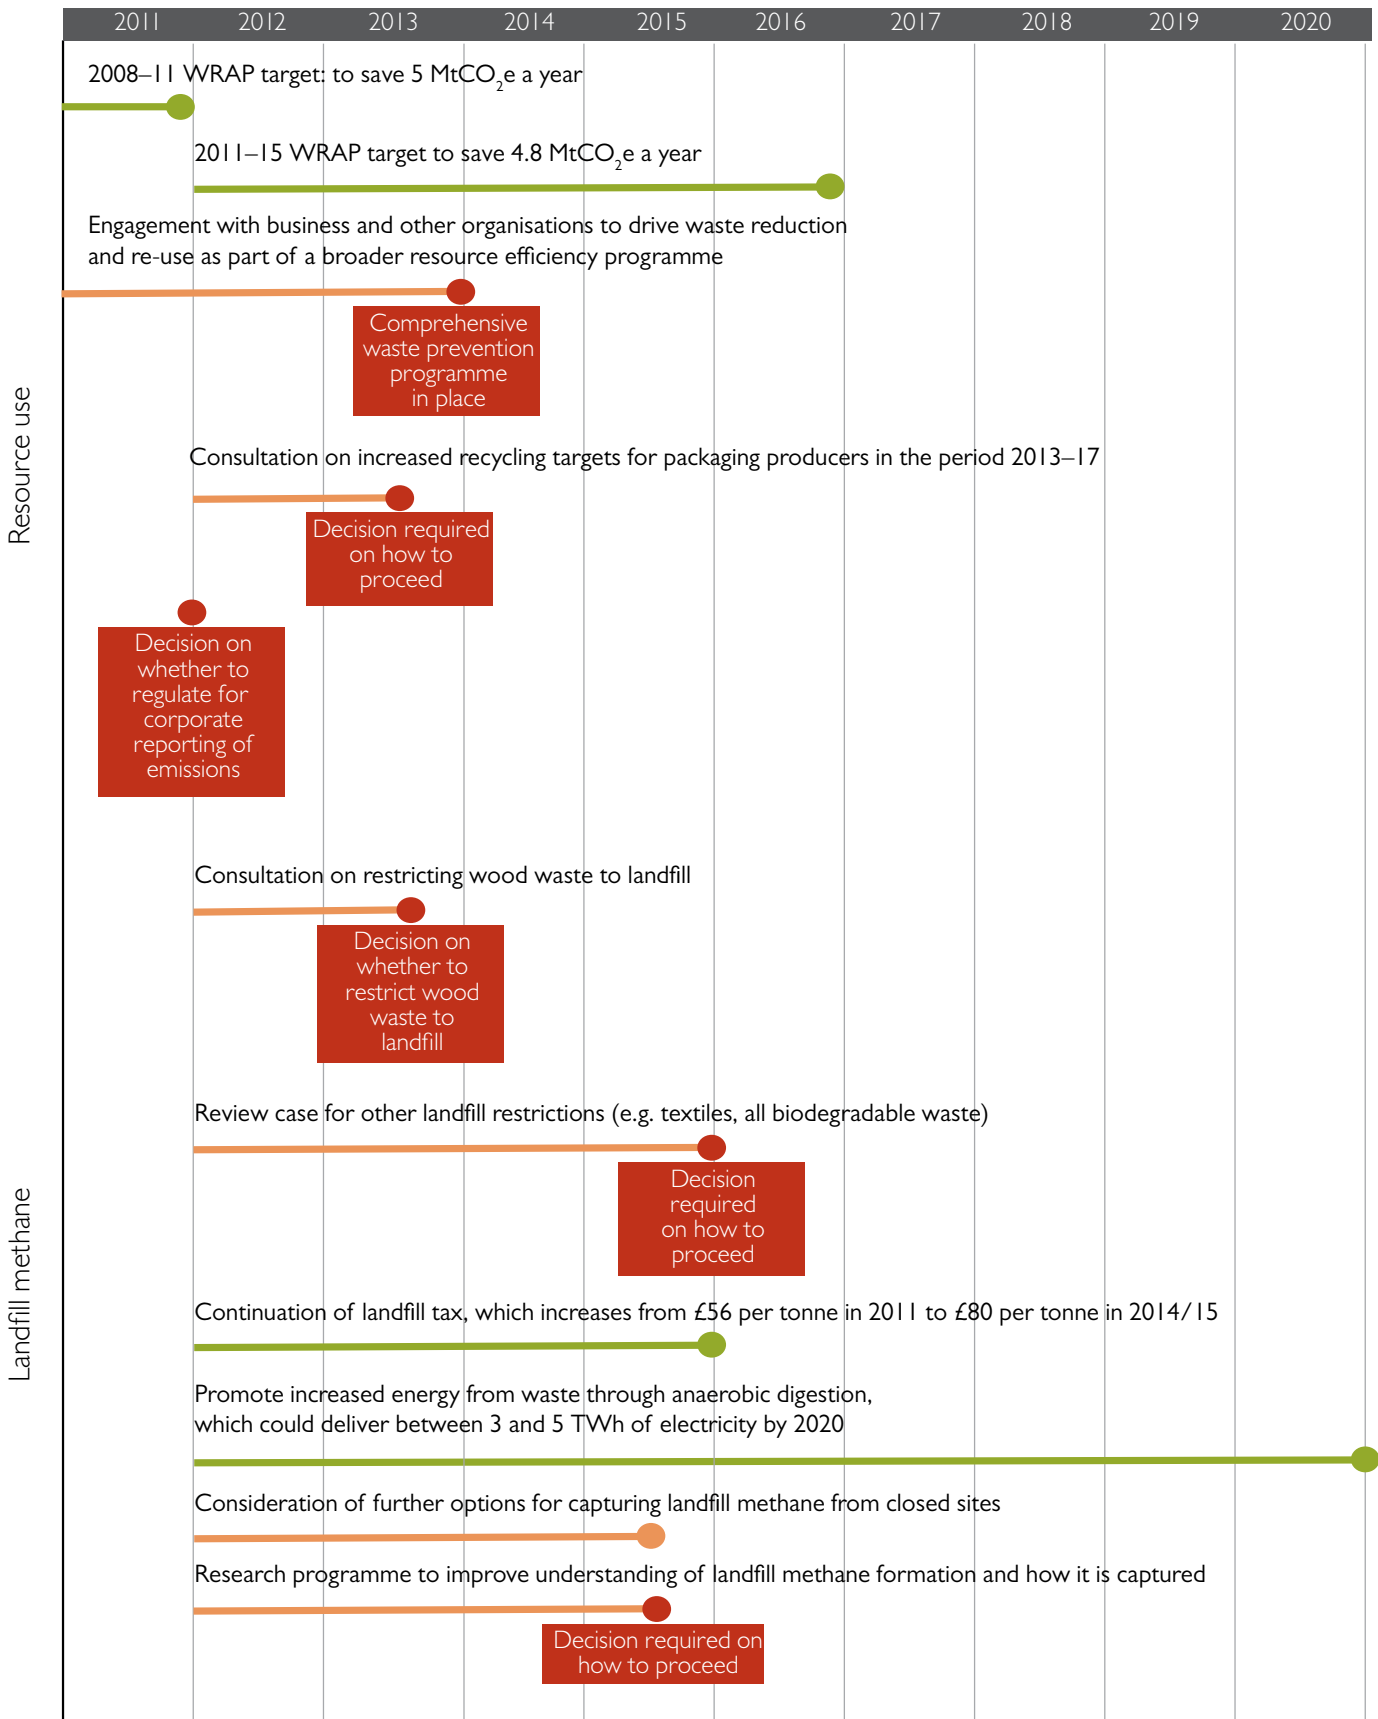 2011 2012 2013 2014 2015 2016 2017 2018 2019 2020
Resource use
2008–11 WRAP target: to save 5 MtCO₂e a year
2011–15 WRAP target to save 4.8 MtCO₂e a year
Engagement with business and other organisations to drive waste reduction
and re-use as part of a broader resource efficiency programme
Comprehensive
waste prevention
programme
in place
Consultation on increased recycling targets for packaging producers in the period 2013–17
Decision required
on how to
proceed
Decision on
whether to
regulate for
corporate
reporting of
emissions
Landfill methane
Consultation on restricting wood waste to landfill
Decision on
whether to
restrict wood
waste to
landfill
Review case for other landfill restrictions (e.g. textiles, all biodegradable waste)
Decision
required
on how to
proceed
Continuation of landfill tax, which increases from £56 per tonne in 2011 to £80 per tonne in 2014/15
Promote increased energy from waste through anaerobic digestion,
which could deliver between 3 and 5 TWh of electricity by 2020
Consideration of further options for capturing landfill methane from closed sites
Research programme to improve understanding of landfill methane formation and how it is captured
Decision required on
how to proceed